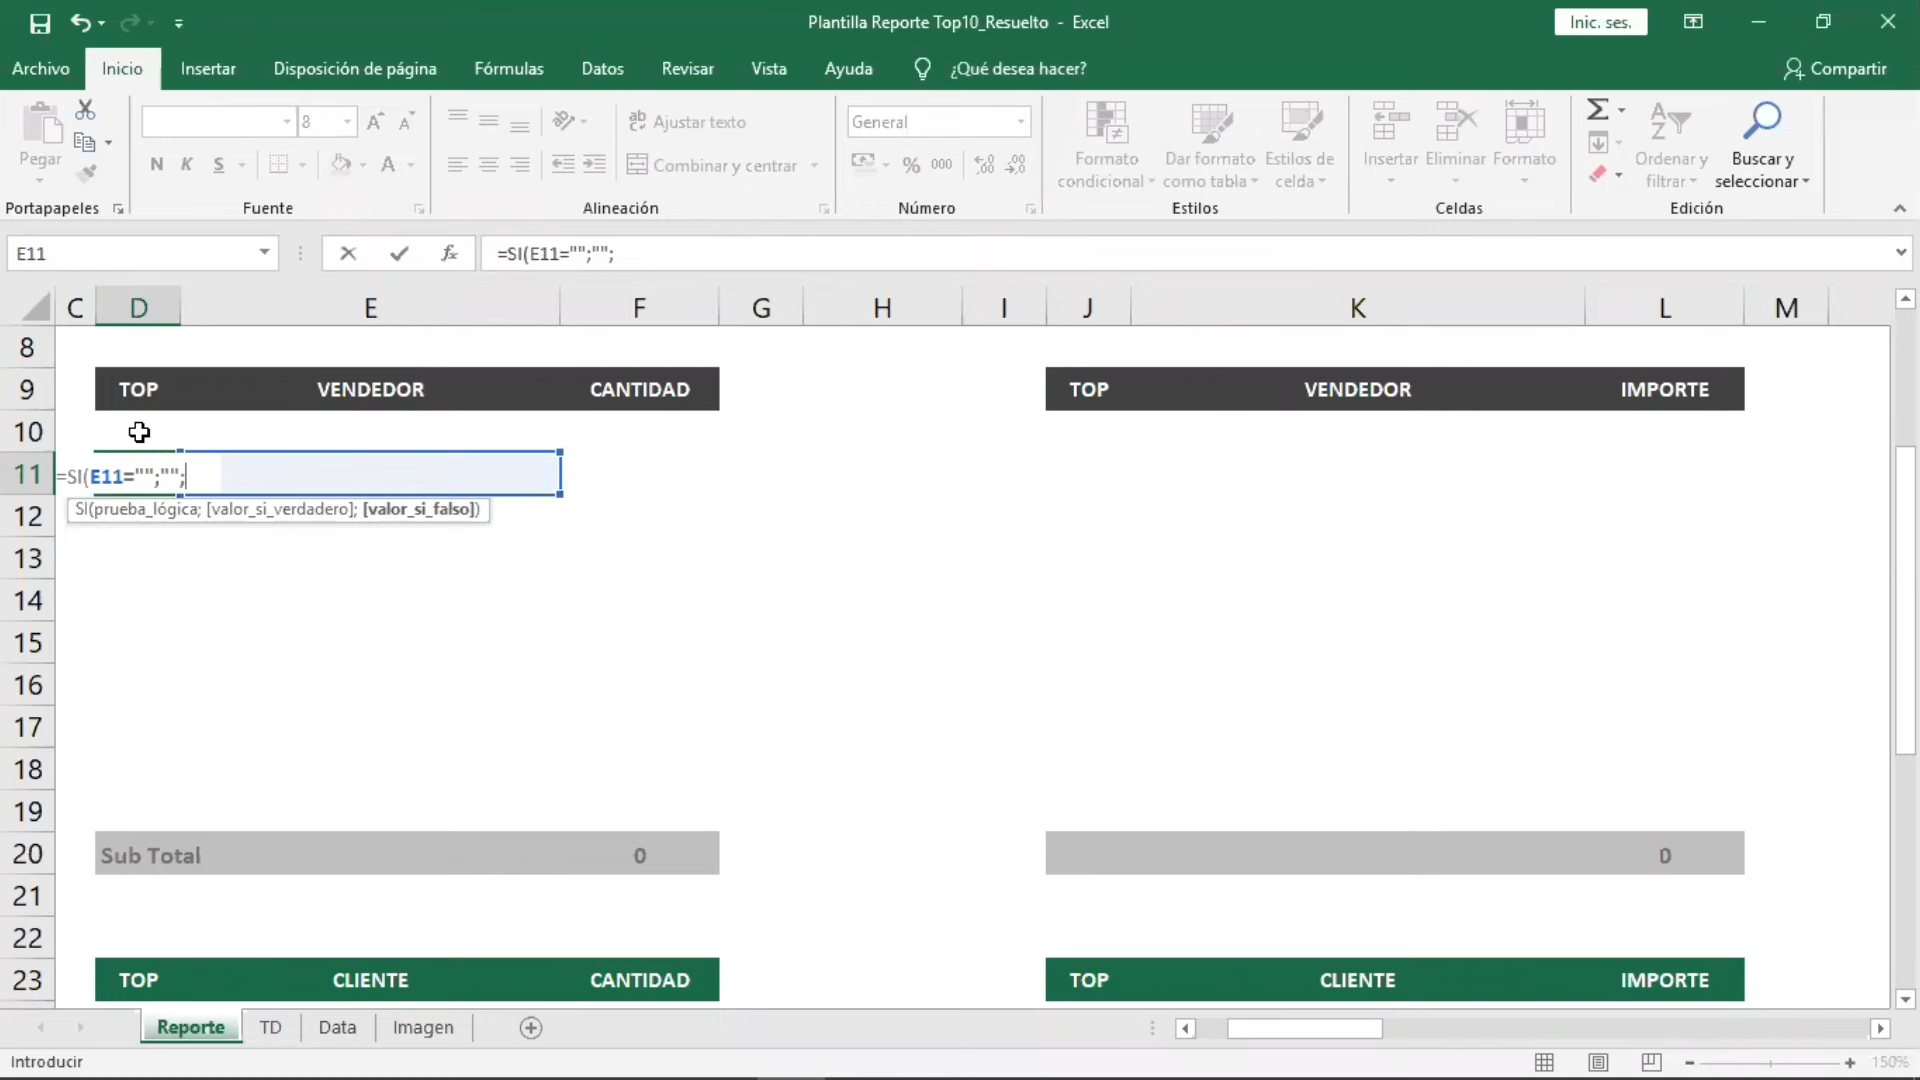 Plantilla Reporte Top10_Resuelto - Excel
Inic. ses.
Archivo Inicio Insertar Disposición de página Fórmulas Datos Revisar Vista Ayuda ¿Qué desea hacer? Compartir
Pegar
Portapapeles
8
N K S A
Fuente
Ajustar texto
Combinar y centrar
Alineación
General
% 000
Número
Formato condicional
Dar formato como tabla
Estilos de celda
Estilos
Insertar Eliminar Formato
Celdas
Ordenar y filtrar
Buscar y seleccionar
Edición
E11 fx =SI(E11="";"";
C D E F G H I J K L M
8
9 TOP VENDEDOR CANTIDAD TOP VENDEDOR IMPORTE
10
11 =SI(E11="";"";
SI(prueba_lógica; [valor_si_verdadero]; [valor_si_falso])
12
13
14
15
16
17
18
19
20 Sub Total 0 0
21
22
23 TOP CLIENTE CANTIDAD TOP CLIENTE IMPORTE
Reporte TD Data Imagen
Introducir 150%